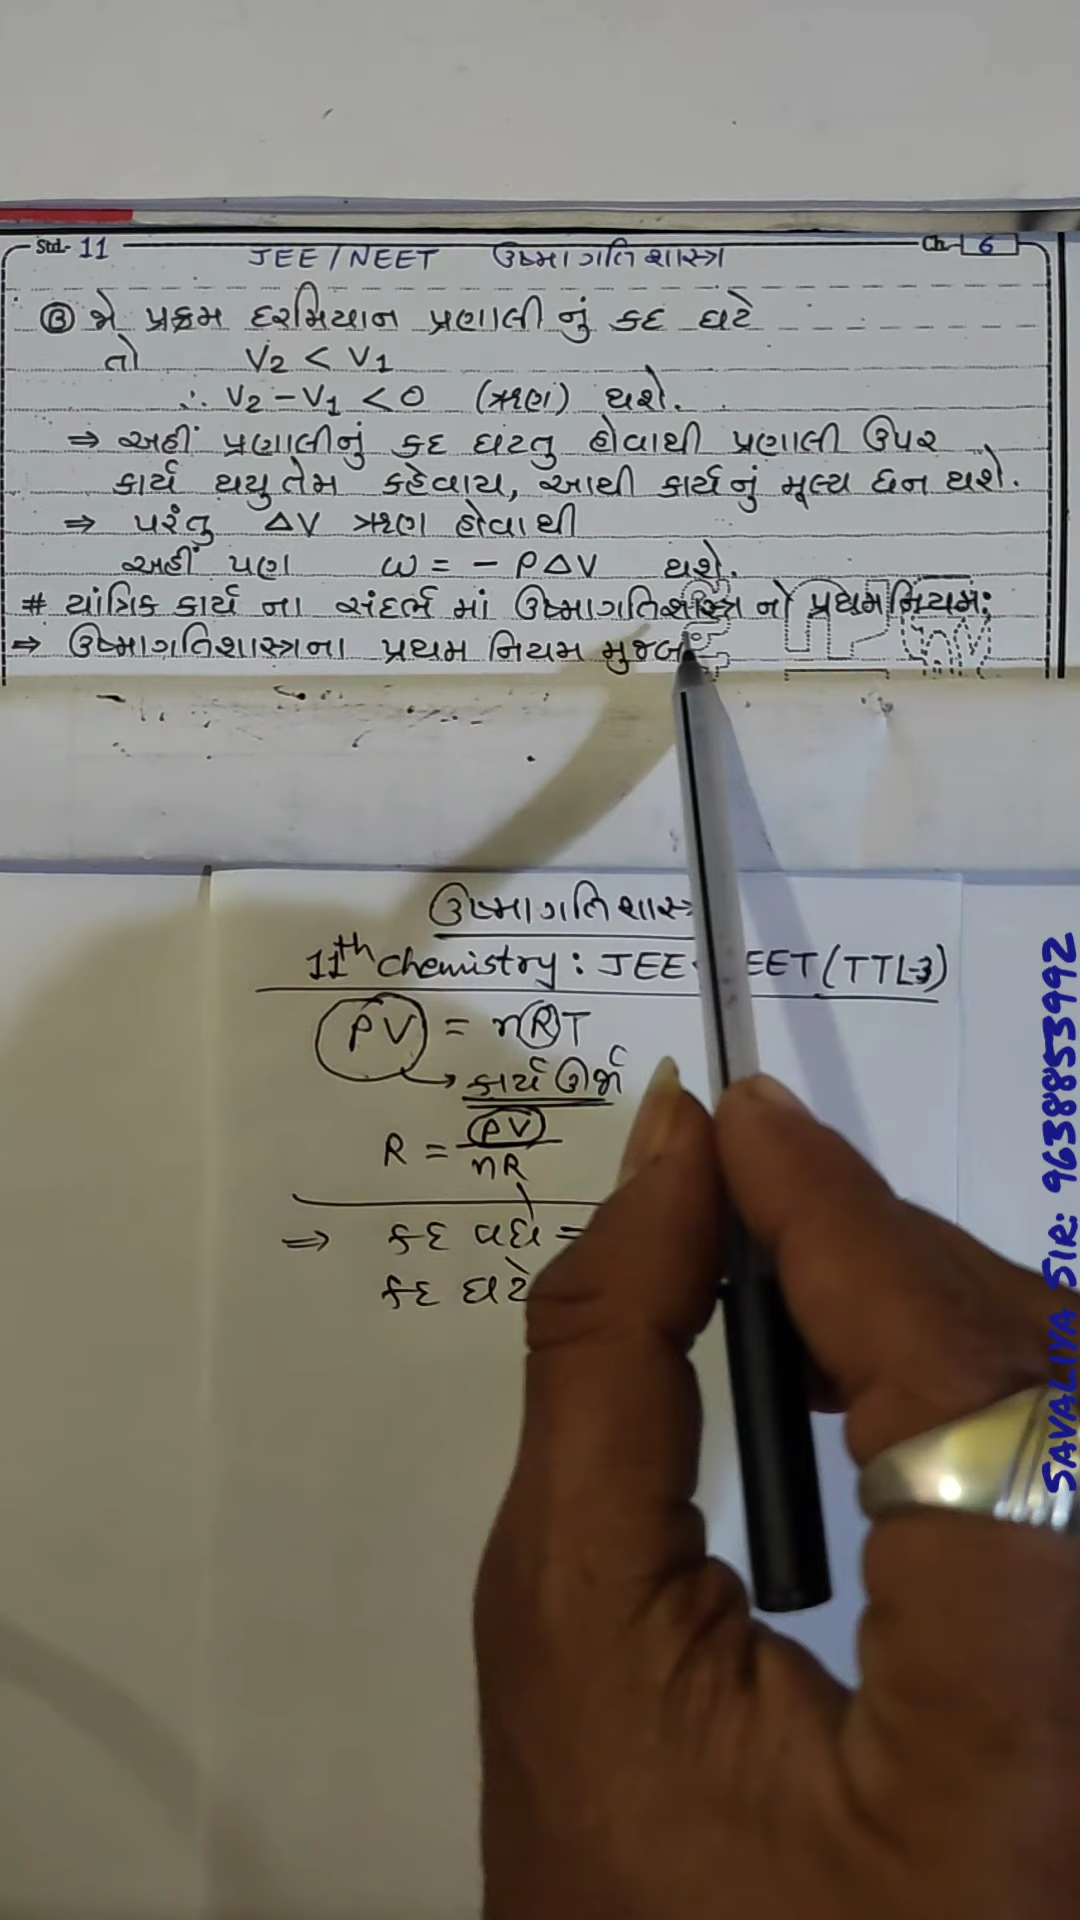 Std.- 11 JEE/NEET ઉષ્માગતિશાસ્ત્ર Ch.- 6
(B) જો પ્રક્રમ દરમિયાન પ્રણાલીનું કદ ઘટે
તો V₂ < V₁
∴ V₂ - V₁ < 0 (ઋણ) થશે.
⇒ અહીં પ્રણાલીનું કદ ઘટતુ હોવાથી પ્રણાલી ઉપર
કાર્ય થયુ તેમ કહેવાય, આથી કાર્યનું મૂલ્ય ધન થશે.
⇒ પરંતુ ΔV ઋણ હોવાથી
અહીં પણ ω = - PΔV થશે.
# યાંત્રિક કાર્ય ના સંદર્ભ માં ઉષ્માગતિશાસ્ત્ર નો પ્રથમ નિયમ:
⇒ ઉષ્માગતિશાસ્ત્રના પ્રથમ નિયમ મુજબ
ઉષ્માગતિશાસ્
11th chemistry: JEE EET (TTL-3)
PV = nRT
→ કાર્ય ઊર્જા
R = PV/nR
⇒ કદ વધે =
કદ ઘટે
SAVALIYA SIR: 9638853992